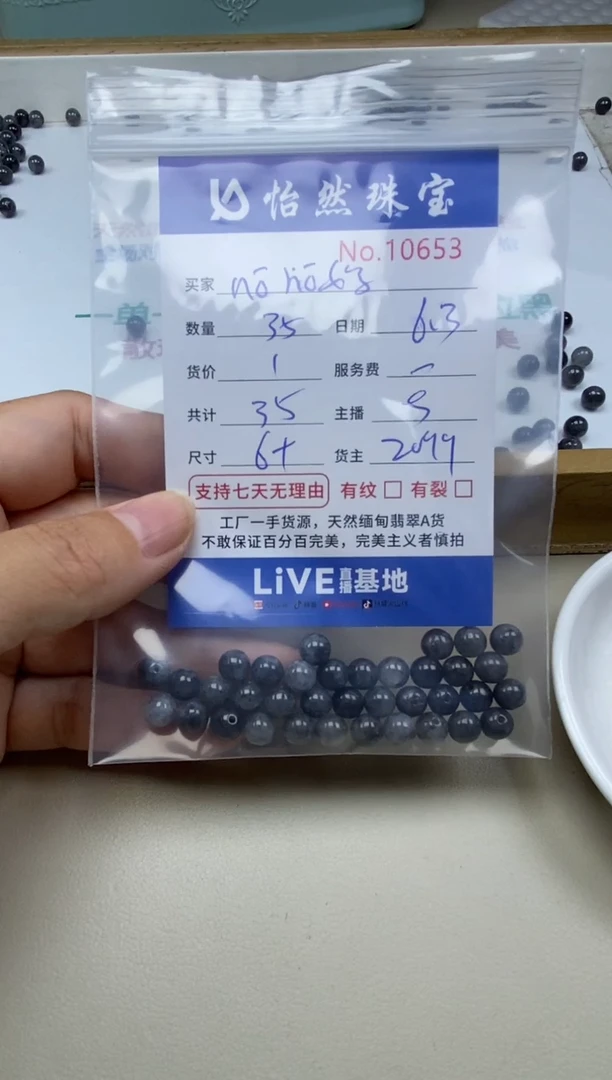 怡然珠宝
No.10653
买家 nō nō
数量 35 日期 6.3
货价 1 服务费 一
共计 35 主播
尺寸 6+ 货主 2099
支持七天无理由 有纹 有裂
工厂一手货源，天然缅甸翡翠A货
不敢保证百分百完美，完美主义者慎拍
LiVE直播基地